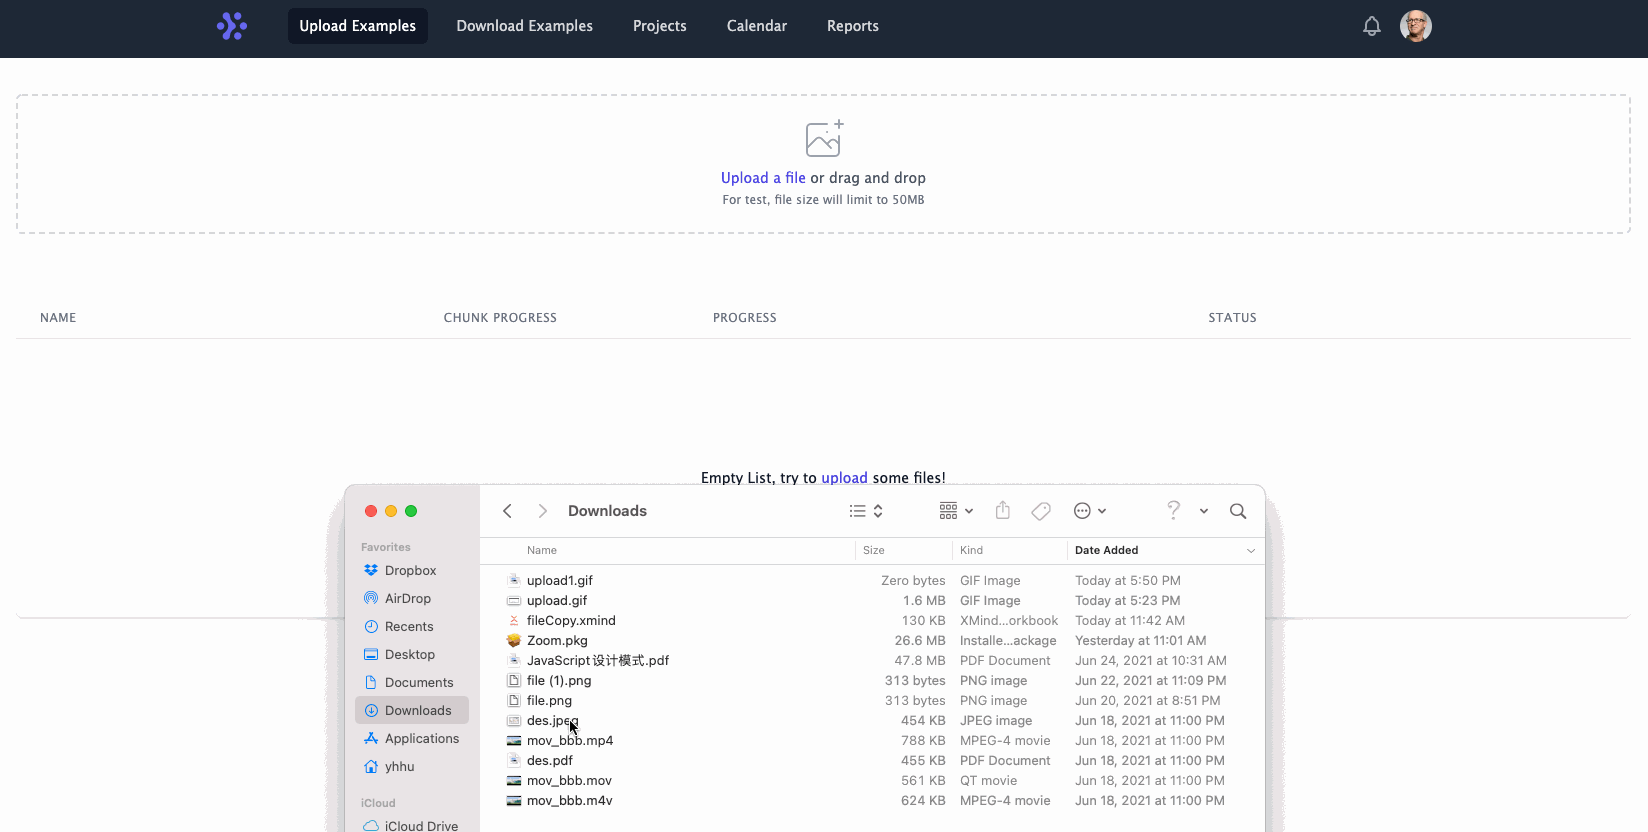 Upload Examples Download Examples Projects Calendar Reports
Upload a file or drag and drop
For test, file size will limit to 50MB
NAME CHUNK PROGRESS PROGRESS STATUS
Empty List, try to upload some files!
Downloads
Favorites
Dropbox
AirDrop
Recents
Desktop
Documents
Downloads
Applications
yhhu
iCloud
iCloud Drive
Name Size Kind Date Added
upload1.gif Zero bytes GIF Image Today at 5:50 PM
upload.gif 1.6 MB GIF Image Today at 5:23 PM
fileCopy.xmind 130 KB XMind...orkbook Today at 11:42 AM
Zoom.pkg 26.6 MB Installe...ackage Yesterday at 11:01 AM
JavaScript设计模式.pdf 47.8 MB PDF Document Jun 24, 2021 at 10:31 AM
file (1).png 313 bytes PNG image Jun 22, 2021 at 11:09 PM
file.png 313 bytes PNG image Jun 20, 2021 at 8:51 PM
des.jpeg 454 KB JPEG image Jun 18, 2021 at 11:00 PM
mov_bbb.mp4 788 KB MPEG-4 movie Jun 18, 2021 at 11:00 PM
des.pdf 455 KB PDF Document Jun 18, 2021 at 11:00 PM
mov_bbb.mov 561 KB QT movie Jun 18, 2021 at 11:00 PM
mov_bbb.m4v 624 KB MPEG-4 movie Jun 18, 2021 at 11:00 PM